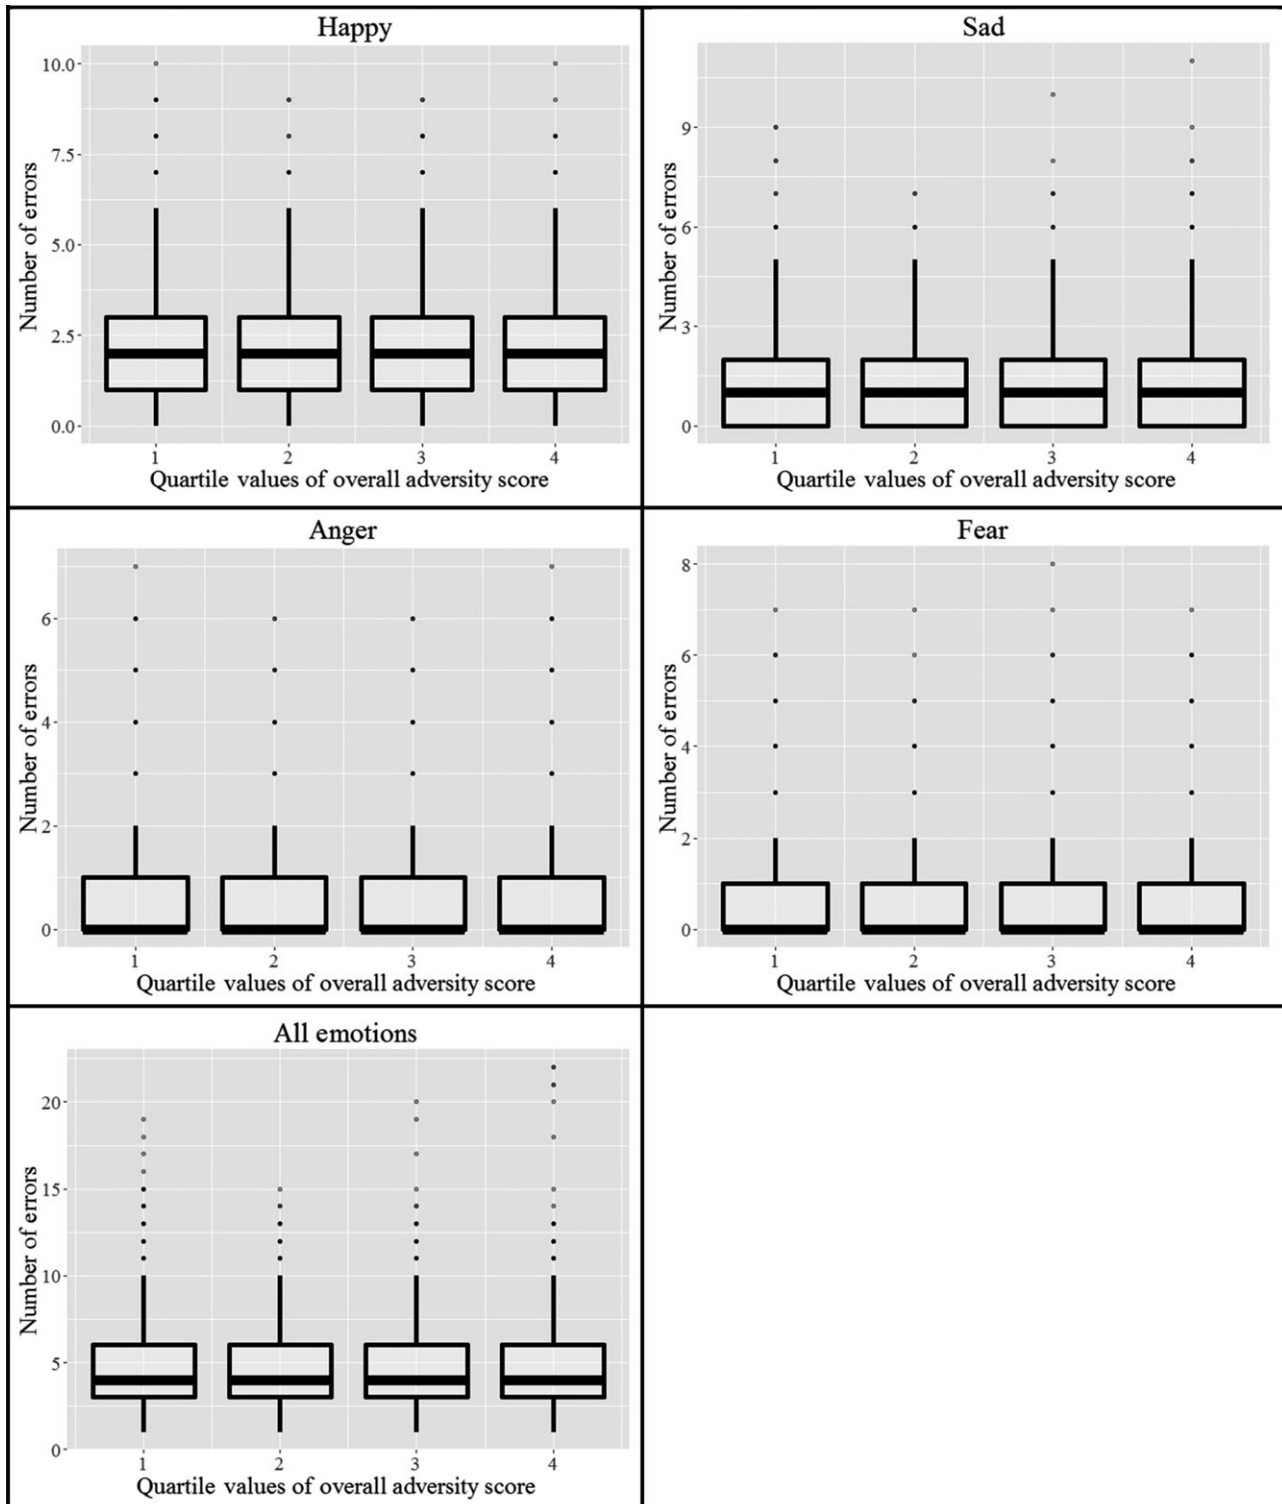 Happy
Number of errors
10.0
7.5
5.0
2.5
0.0
1 2 3 4
Quartile values of overall adversity score
Sad
Number of errors
9
6
3
0
1 2 3 4
Quartile values of overall adversity score
Anger
Number of errors
6
4
2
0
1 2 3 4
Quartile values of overall adversity score
Fear
Number of errors
8
6
4
2
0
1 2 3 4
Quartile values of overall adversity score
All emotions
Number of errors
20
15
10
5
0
1 2 3 4
Quartile values of overall adversity score